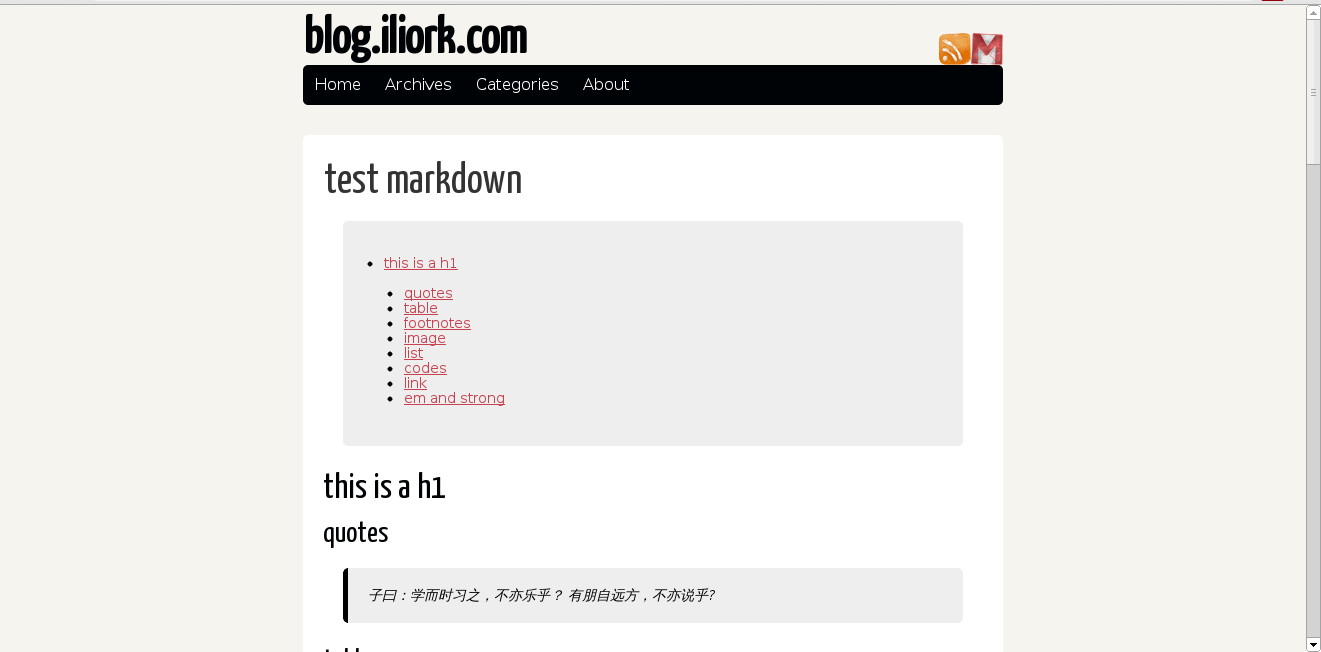 blog.iliork.com
Home Archives Categories About
test markdown
this is a h1
quotes
table
footnotes
image
list
codes
link
em and strong
this is a h1
quotes
子曰：学而时习之，不亦乐乎？ 有朋自远方，不亦说乎?